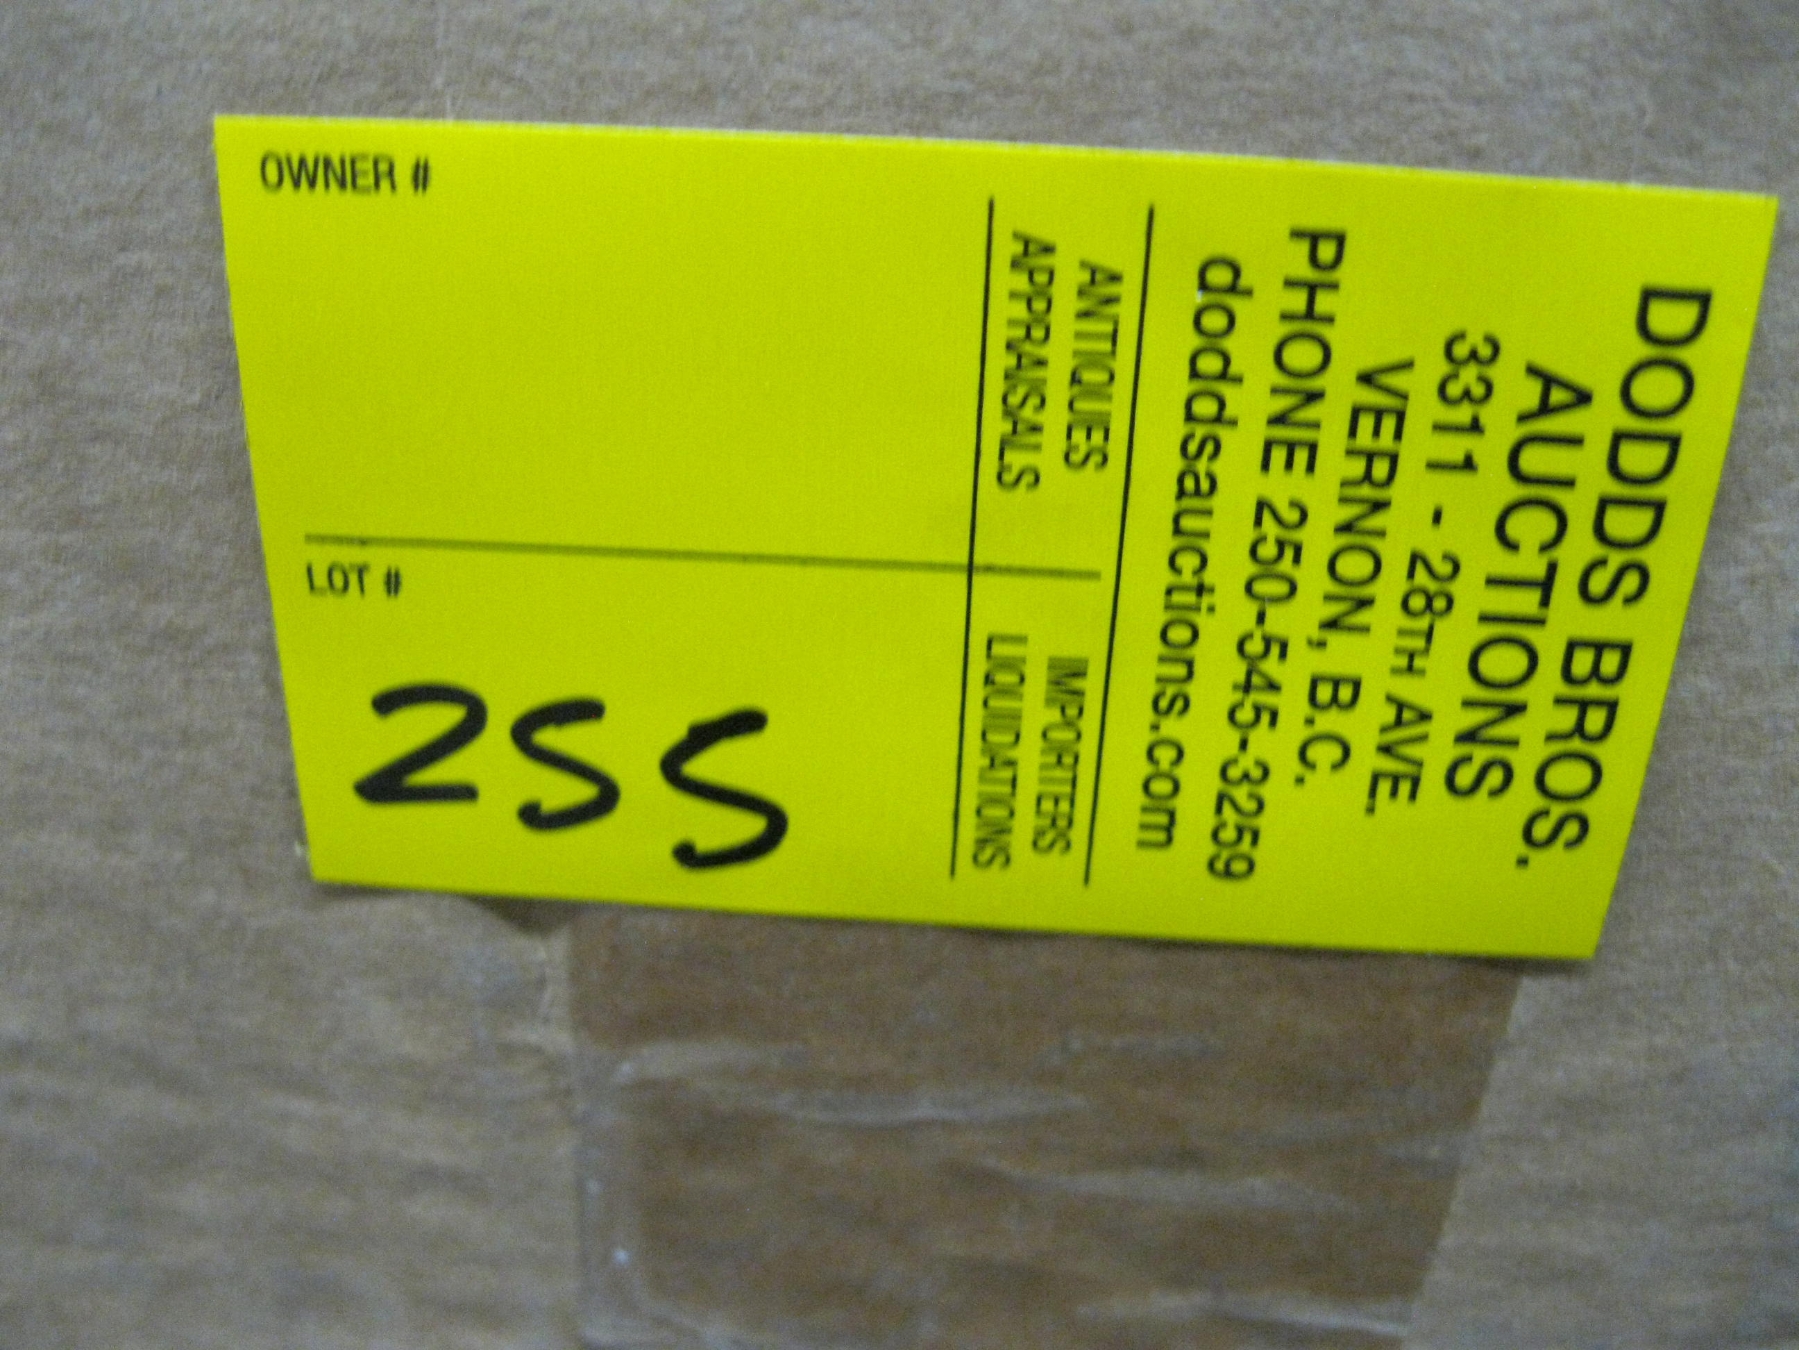 DODDS BROS.
AUCTIONS
3311 - 28TH AVE.
VERNON, B.C.
PHONE 250-545-3259
doddsauctions.com
ANTIQUES
APPRAISALS
IMPORTERS
LIQUIDATIONS
OWNER #
LOT #
255